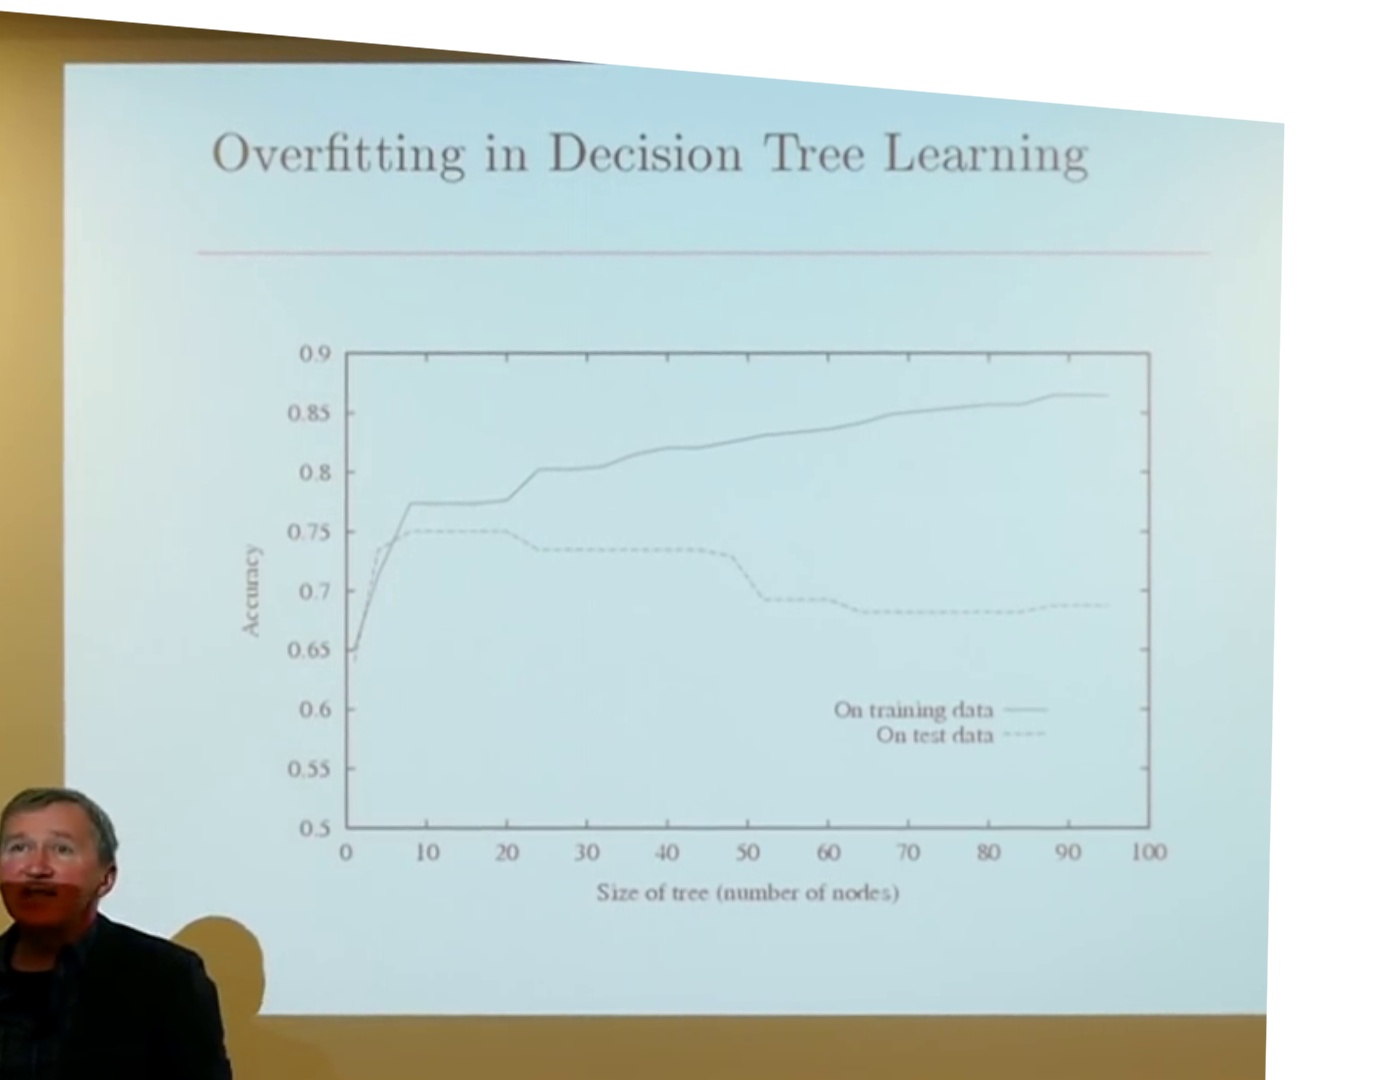 Overfitting in Decision Tree Learning
0.9
0.85
0.8
0.75
0.7
0.65
0.6
0.55
0.5
Accuracy
On training data
On test data
0 10 20 30 40 50 60 70 80 90 100
Size of tree (number of nodes)